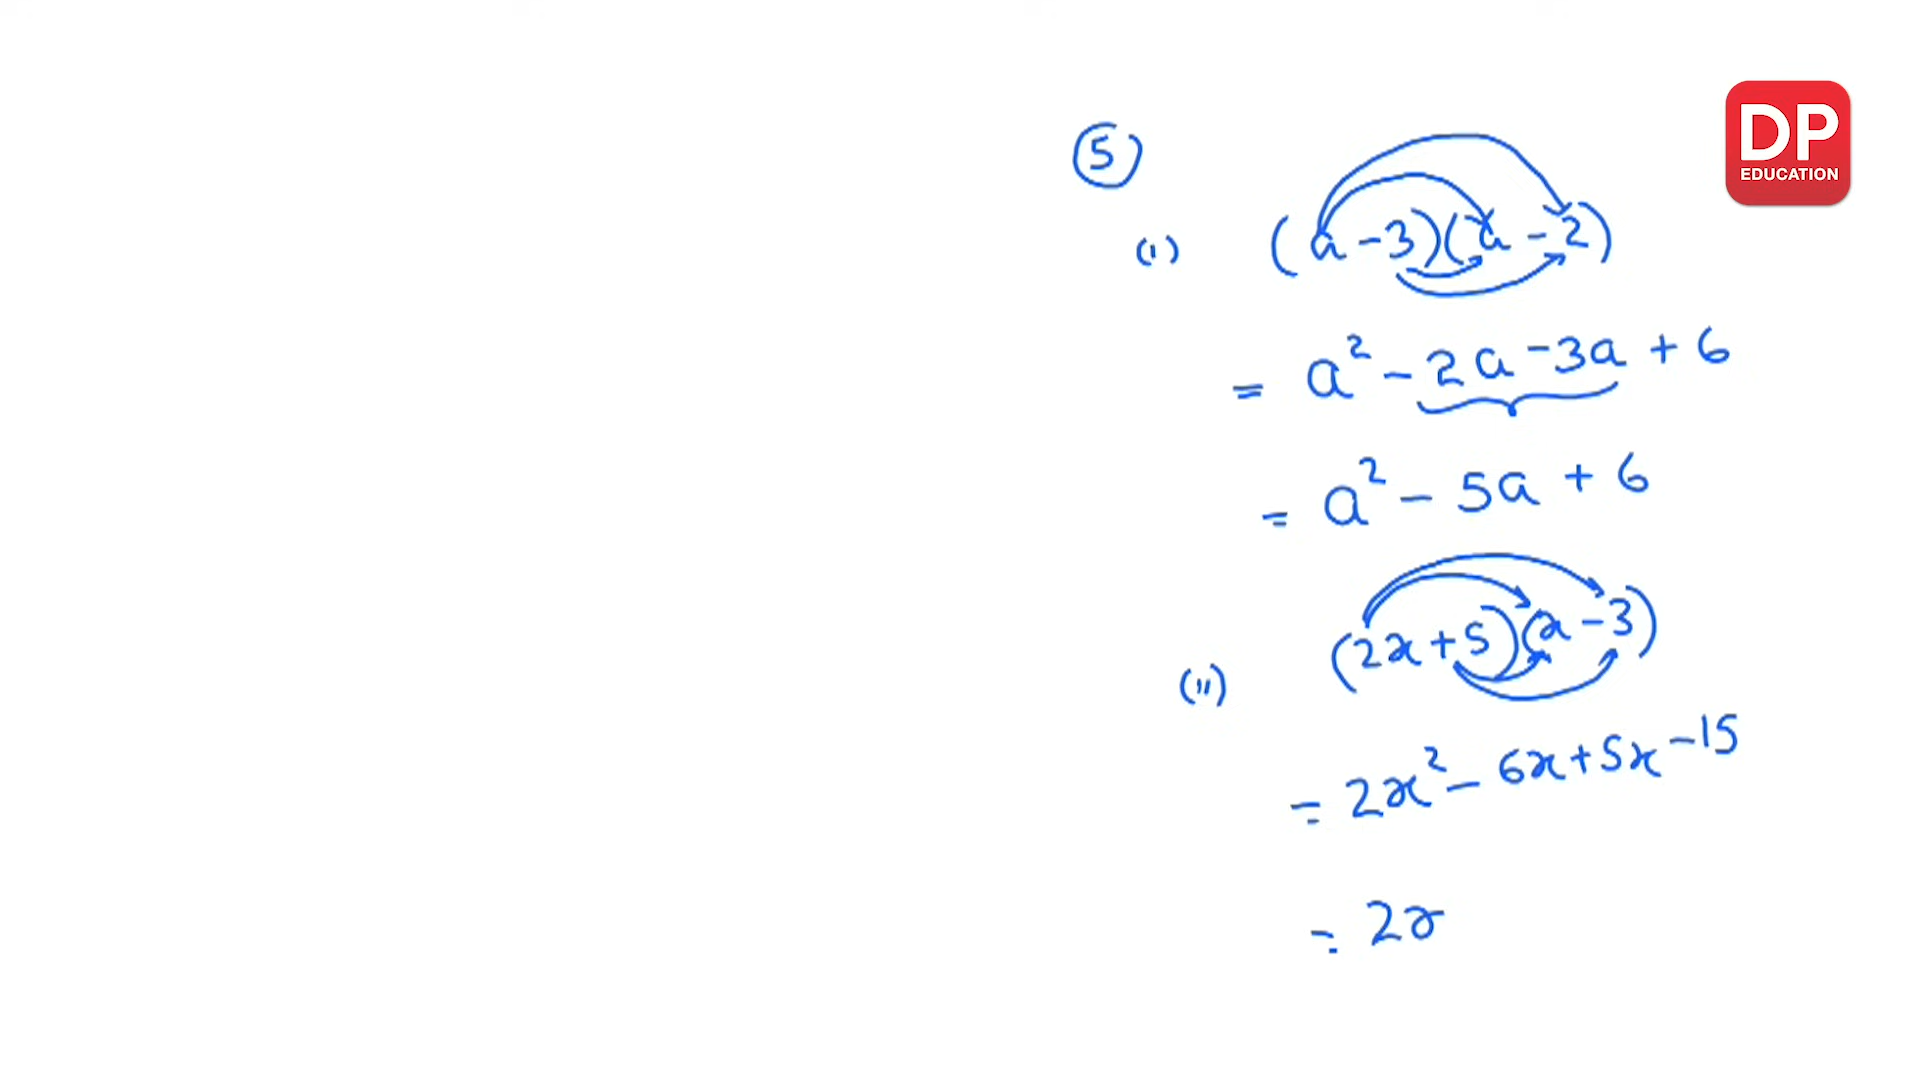 DP
EDUCATION
5
(i) (a-3)(a-2)
= a² - 2a - 3a + 6
= a² - 5a + 6
(ii) (2x+5)(x-3)
= 2x² - 6x + 5x - 15
= 2x